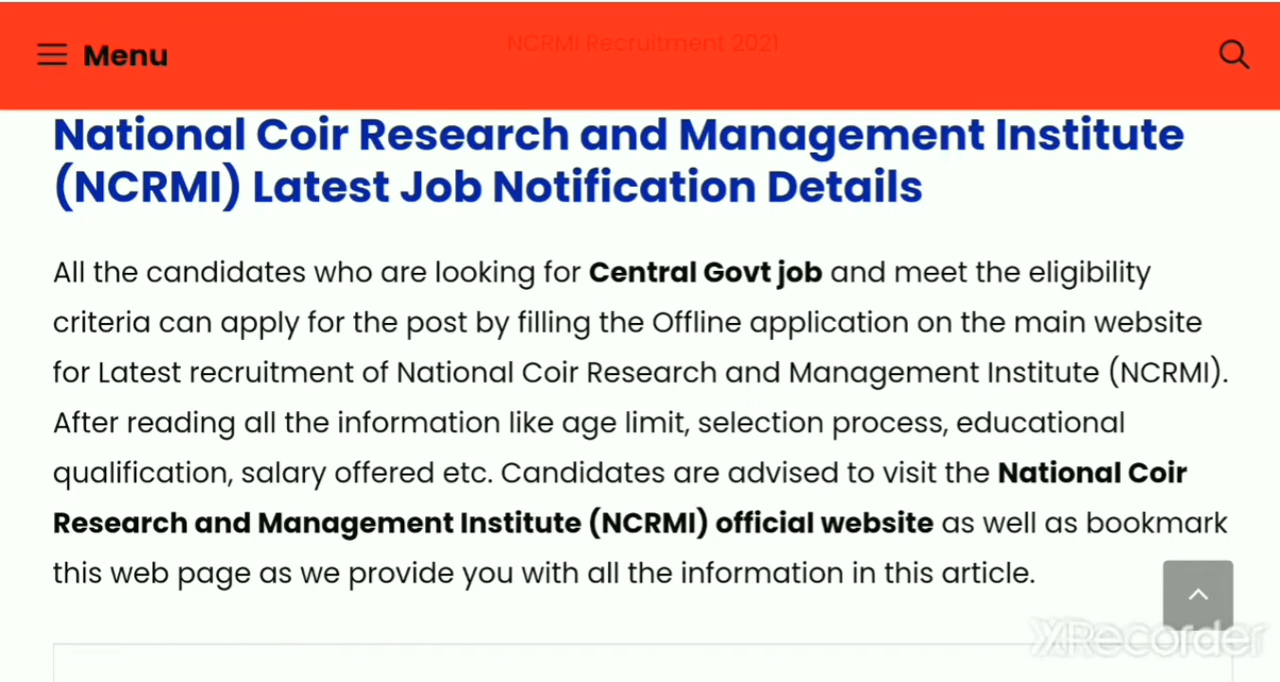 NCRMI Recruitment 2021
Menu
National Coir Research and Management Institute
(NCRMI) Latest Job Notification Details
All the candidates who are looking for Central Govt job and meet the eligibility
criteria can apply for the post by filling the Offline application on the main website
for Latest recruitment of National Coir Research and Management Institute (NCRMI).
After reading all the information like age limit, selection process, educational
qualification, salary offered etc. Candidates are advised to visit the National Coir
Research and Management Institute (NCRMI) official website as well as bookmark
this web page as we provide you with all the information in this article.
XRecorder